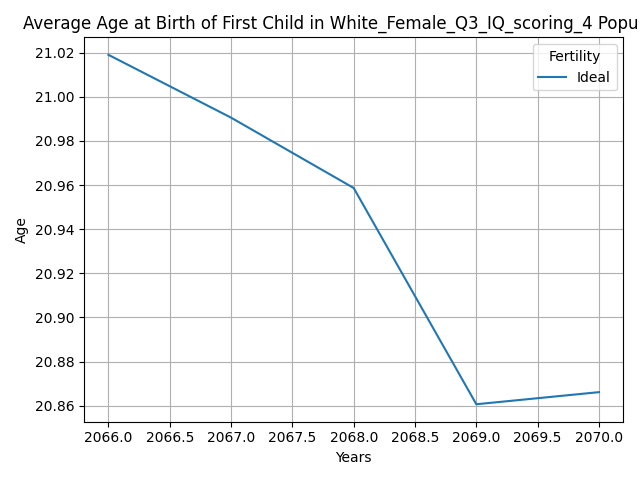 Average Age at Birth of First Child in White_Female_Q3_IQ_scoring_4 Popu
21.02
21.00
20.98
20.96
20.94
20.92
20.90
20.88
20.86
Age
Fertility
Ideal
2066.0 2066.5 2067.0 2067.5 2068.0 2068.5 2069.0 2069.5 2070.0
Years